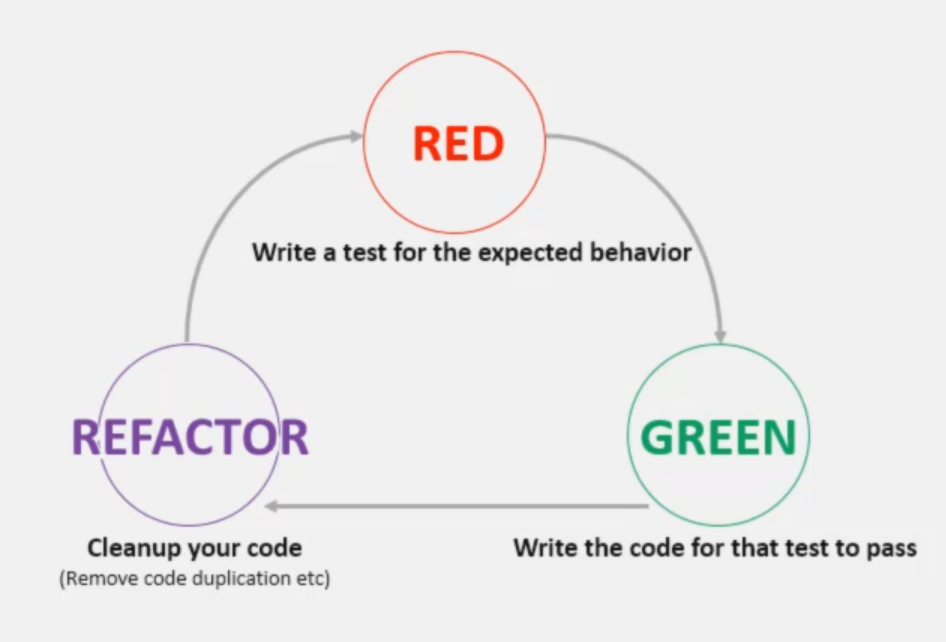 RED
Write a test for the expected behavior
REFACTOR
GREEN
Cleanup your code
(Remove code duplication etc)
Write the code for that test to pass